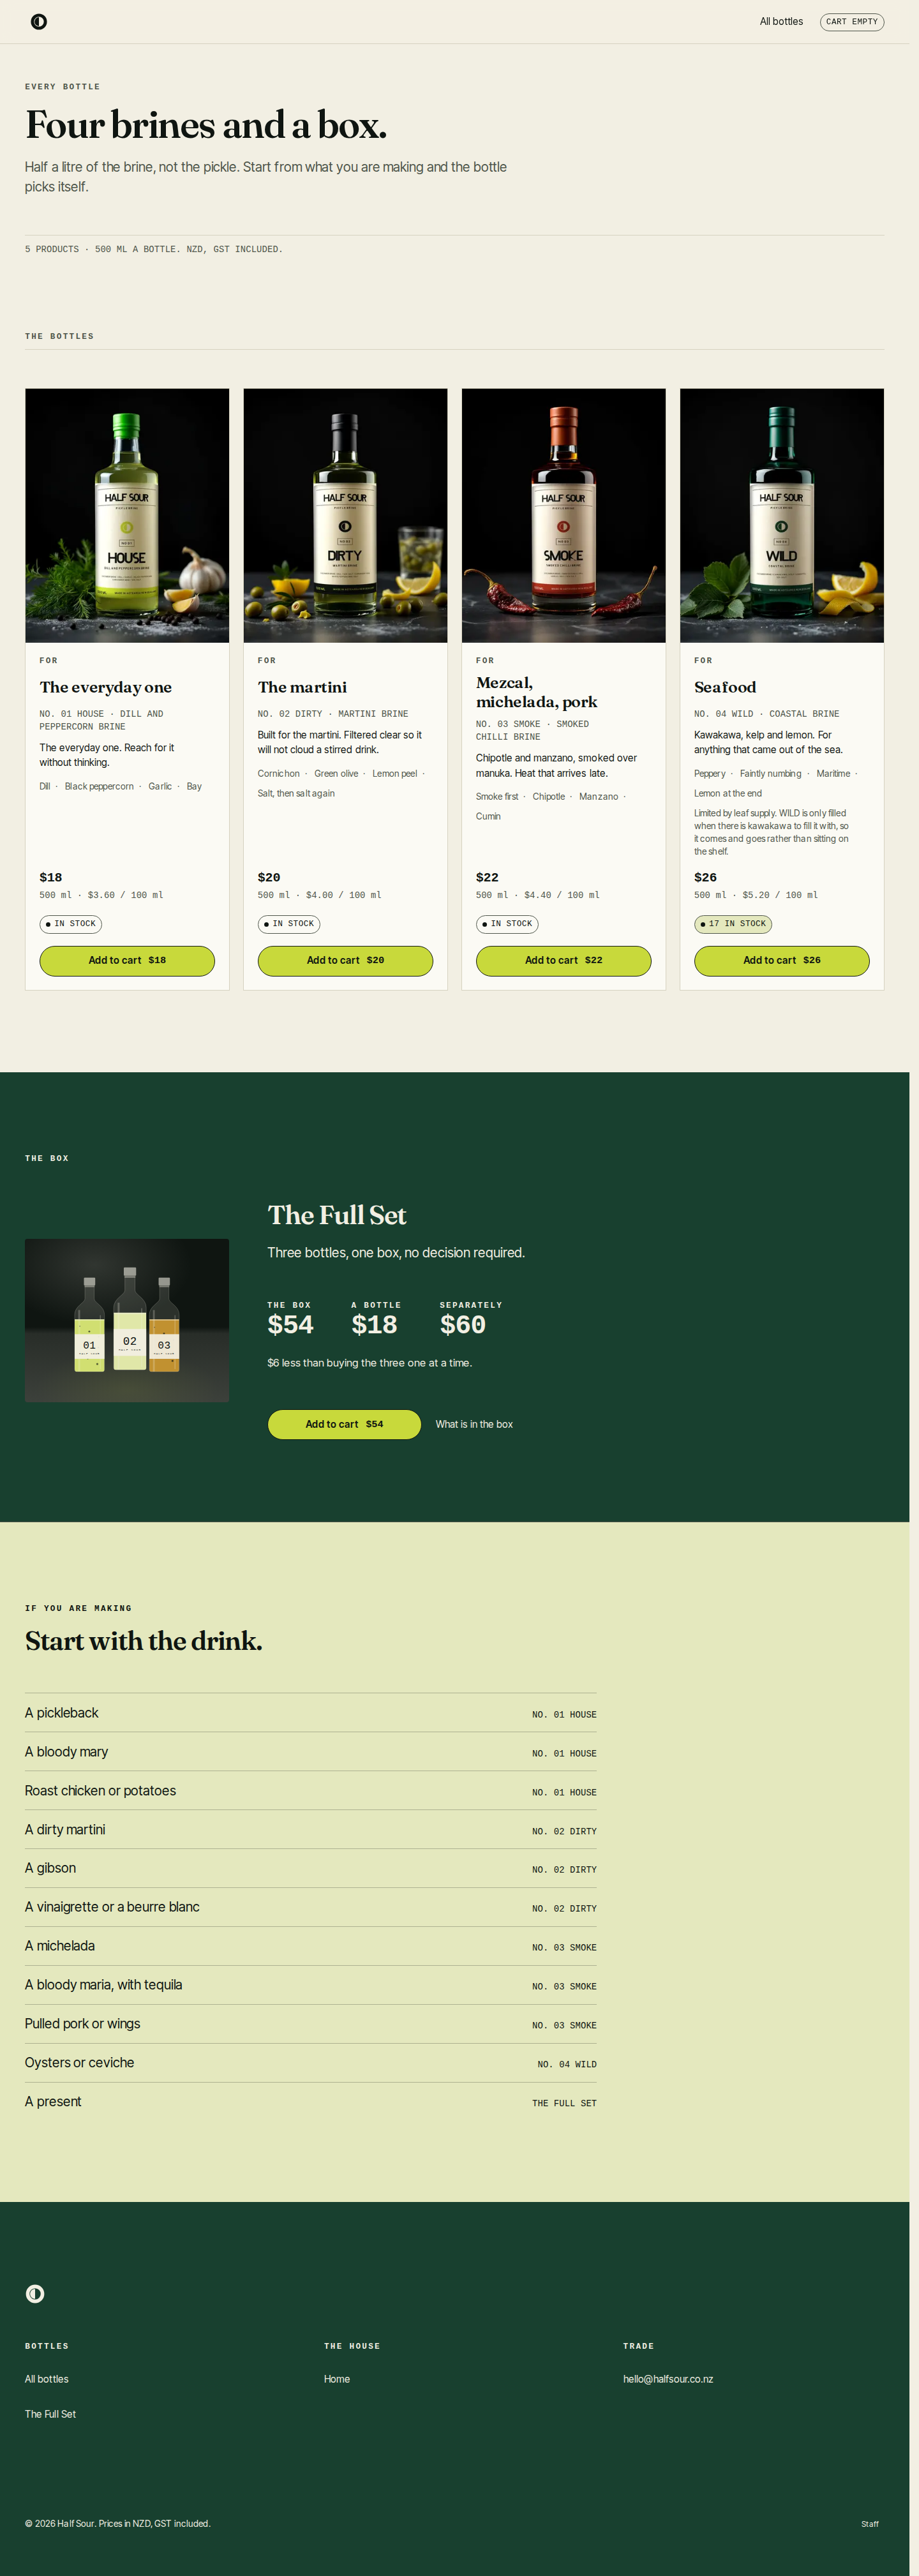 All bottles
CART EMPTY
EVERY BOTTLE
Four brines and a box.
Half a litre of the brine, not the pickle. Start from what you are making and the bottle
picks itself.
5 PRODUCTS · 500 ML A BOTTLE. NZD, GST INCLUDED.
THE BOTTLES
HALF SOUR
HOUSE
HALF SOUR
DIRTY
HALF SOUR
SMOKE
HALF SOUR
WILD
FOR
The everyday one
NO. 01 HOUSE · DILL AND
PEPPERCORN BRINE
The everyday one. Reach for it
without thinking.
Dill · Black peppercorn · Garlic · Bay
$18
500 ml · $3.60 / 100 ml
IN STOCK
Add to cart $18
FOR
The martini
NO. 02 DIRTY · MARTINI BRINE
Built for the martini. Filtered clear so it
will not cloud a stirred drink.
Cornichon · Green olive · Lemon peel ·
Salt, then salt again
$20
500 ml · $4.00 / 100 ml
IN STOCK
Add to cart $20
FOR
Mezcal,
michelada, pork
NO. 03 SMOKE · SMOKED
CHILLI BRINE
Chipotle and manzano, smoked over
manuka. Heat that arrives late.
Smoke first · Chipotle · Manzano ·
Cumin
$22
500 ml · $4.40 / 100 ml
IN STOCK
Add to cart $22
FOR
Seafood
NO. 04 WILD · COASTAL BRINE
Kawakawa, kelp and lemon. For
anything that came out of the sea.
Peppery · Faintly numbing · Maritime ·
Lemon at the end
Limited by leaf supply. WILD is only filled
when there is kawakawa to fill it with, so
it comes and goes rather than sitting on
the shelf.
$26
500 ml · $5.20 / 100 ml
17 IN STOCK
Add to cart $26
THE BOX
01
HALF SOUR
02
HALF SOUR
03
HALF SOUR
The Full Set
Three bottles, one box, no decision required.
THE BOX
$54
A BOTTLE
$18
SEPARATELY
$60
$6 less than buying the three one at a time.
Add to cart $54
What is in the box
IF YOU ARE MAKING
Start with the drink.
A pickleback NO. 01 HOUSE
A bloody mary NO. 01 HOUSE
Roast chicken or potatoes NO. 01 HOUSE
A dirty martini NO. 02 DIRTY
A gibson NO. 02 DIRTY
A vinaigrette or a beurre blanc NO. 02 DIRTY
A michelada NO. 03 SMOKE
A bloody maria, with tequila NO. 03 SMOKE
Pulled pork or wings NO. 03 SMOKE
Oysters or ceviche NO. 04 WILD
A present THE FULL SET
BOTTLES
All bottles
The Full Set
THE HOUSE
Home
TRADE
hello@halfsour.co.nz
© 2026 Half Sour. Prices in NZD, GST included.
Staff